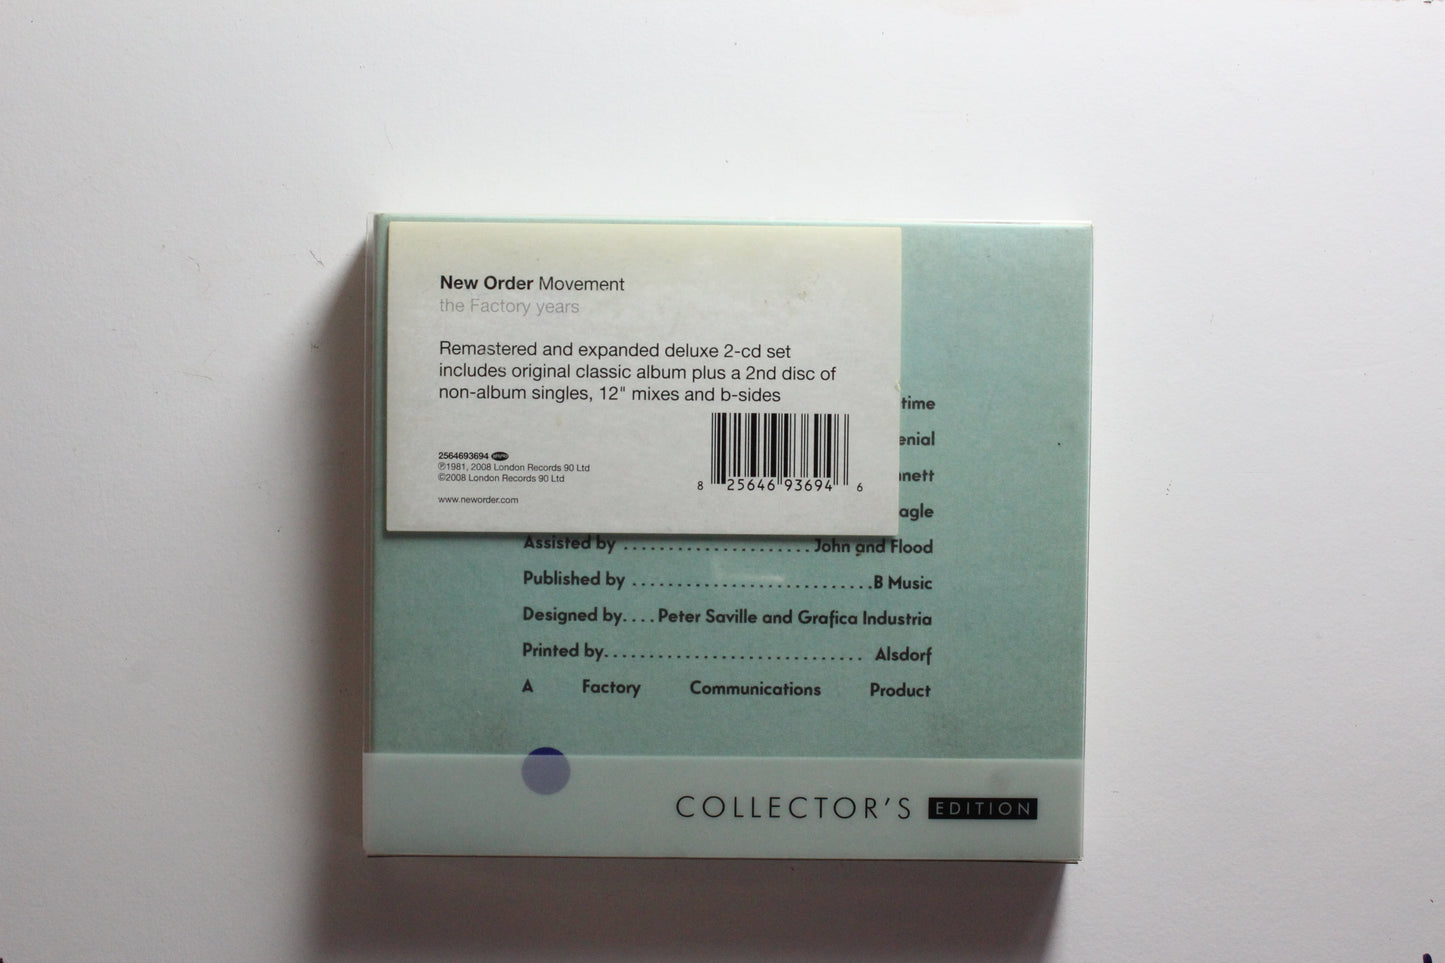 New Order Movement
the Factory years
Remastered and expanded deluxe 2-cd set
includes original classic album plus a 2nd disc of
non-album singles, 12" mixes and b-sides
2564693694
℗1981, 2008 London Records 90 Ltd
©2008 London Records 90 Ltd
www.neworder.com
8 25646 93694 6
time
enial
nnett
agle
Assisted by ..................... John and Flood
Published by ........................... B Music
Designed by.... Peter Saville and Grafica Industria
Printed by............................. Alsdorf
A Factory Communications Product
COLLECTOR'S EDITION